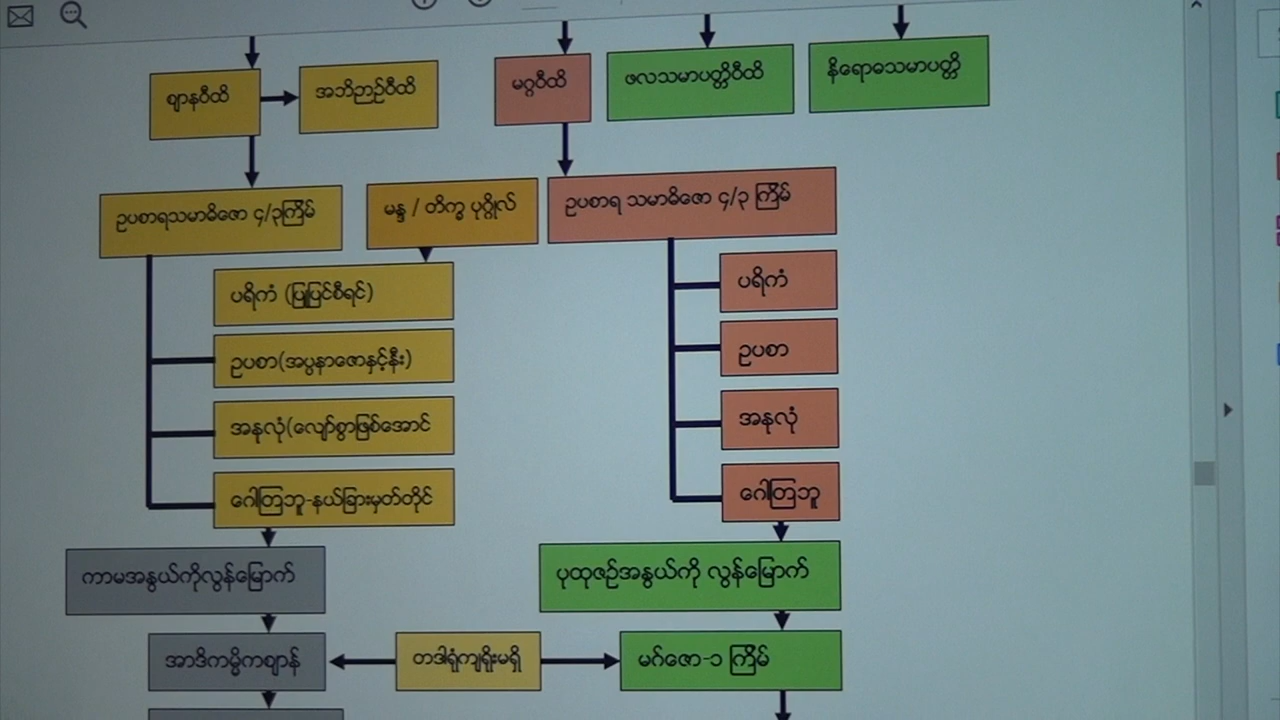 ဈာနဝီထိ
အဘိညာဉ်ဝီထိ
မဂ္ဂဝီထိ
ဖလသမာပတ္တိဝီထိ
နိရောဓသမာပတ္တိ
ဥပစာရသမာဓိဇော ၄/၃ကြိမ်
မန္ဒ / တိက္ခ ပုဂ္ဂိုလ်
ဥပစာရ သမာဓိဇော ၄/၃ ကြိမ်
ပရိကံ (ပြုပြင်စီရင်)
ပရိကံ
ဥပစာ(အပ္ပနာဇောနှင့်နီး)
ဥပစာ
အနုလုံ(လျော်စွာဖြစ်အောင်
အနုလုံ
ဂေါတြဘူ-နယ်ခြားမှတ်တိုင်
ဂေါတြဘူ
ကာမအနွယ်ကိုလွန်မြောက်
ပုထုဇဉ်အနွယ်ကို လွန်မြောက်
အာဒိကမ္မိကဈာန်
တဒါရုံကျရိုးမရှိ
မဂ်ဇော-၁ ကြိမ်